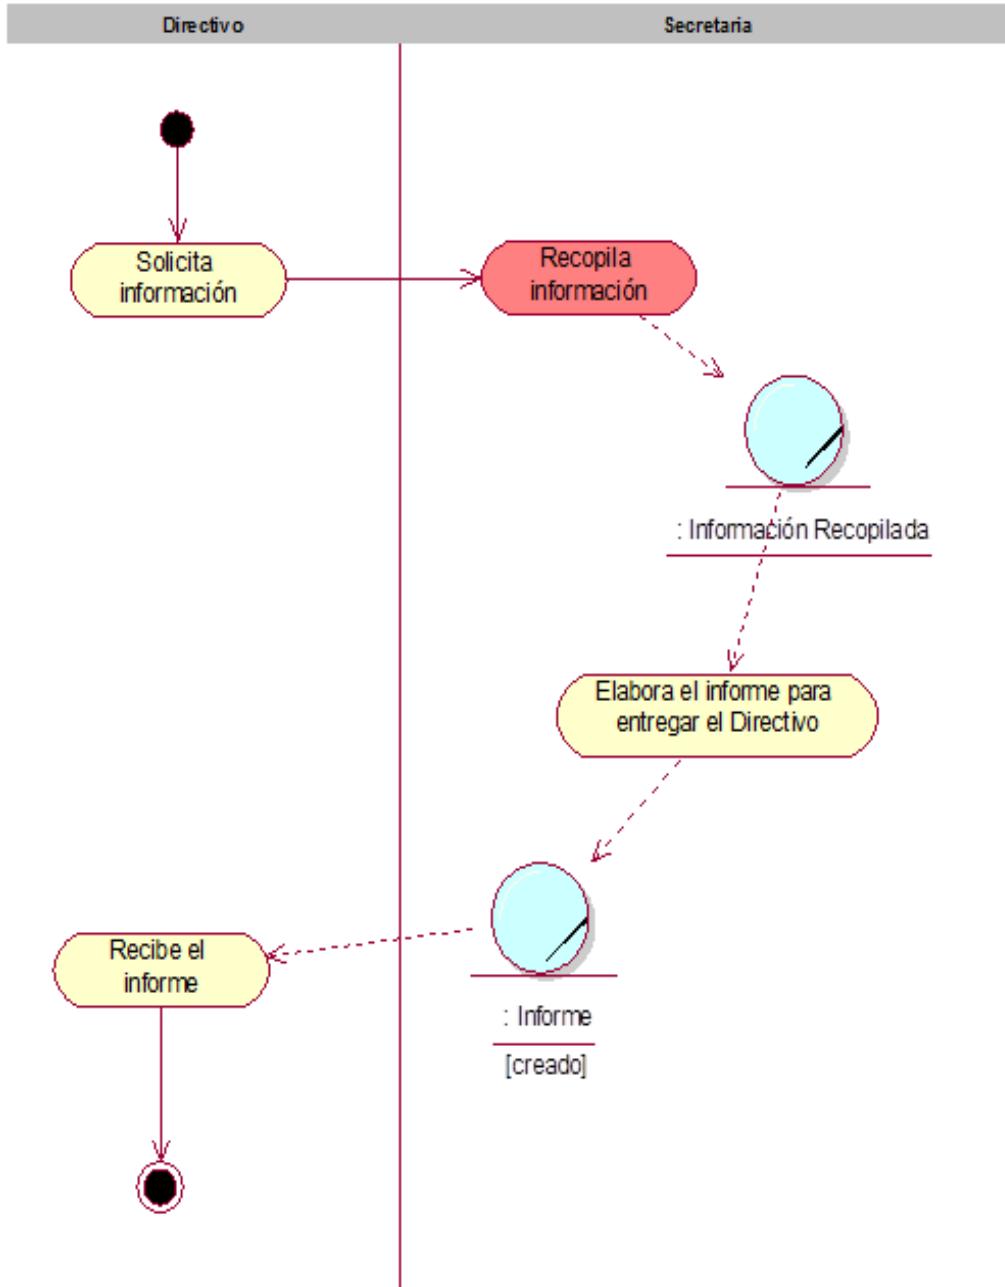 Directivo
Secretaria
Solicita
información
Recopila
información
: Información Recopilada
Elabora el informe para
entregar el Directivo
Recibe el
informe
: Informe
[creado]